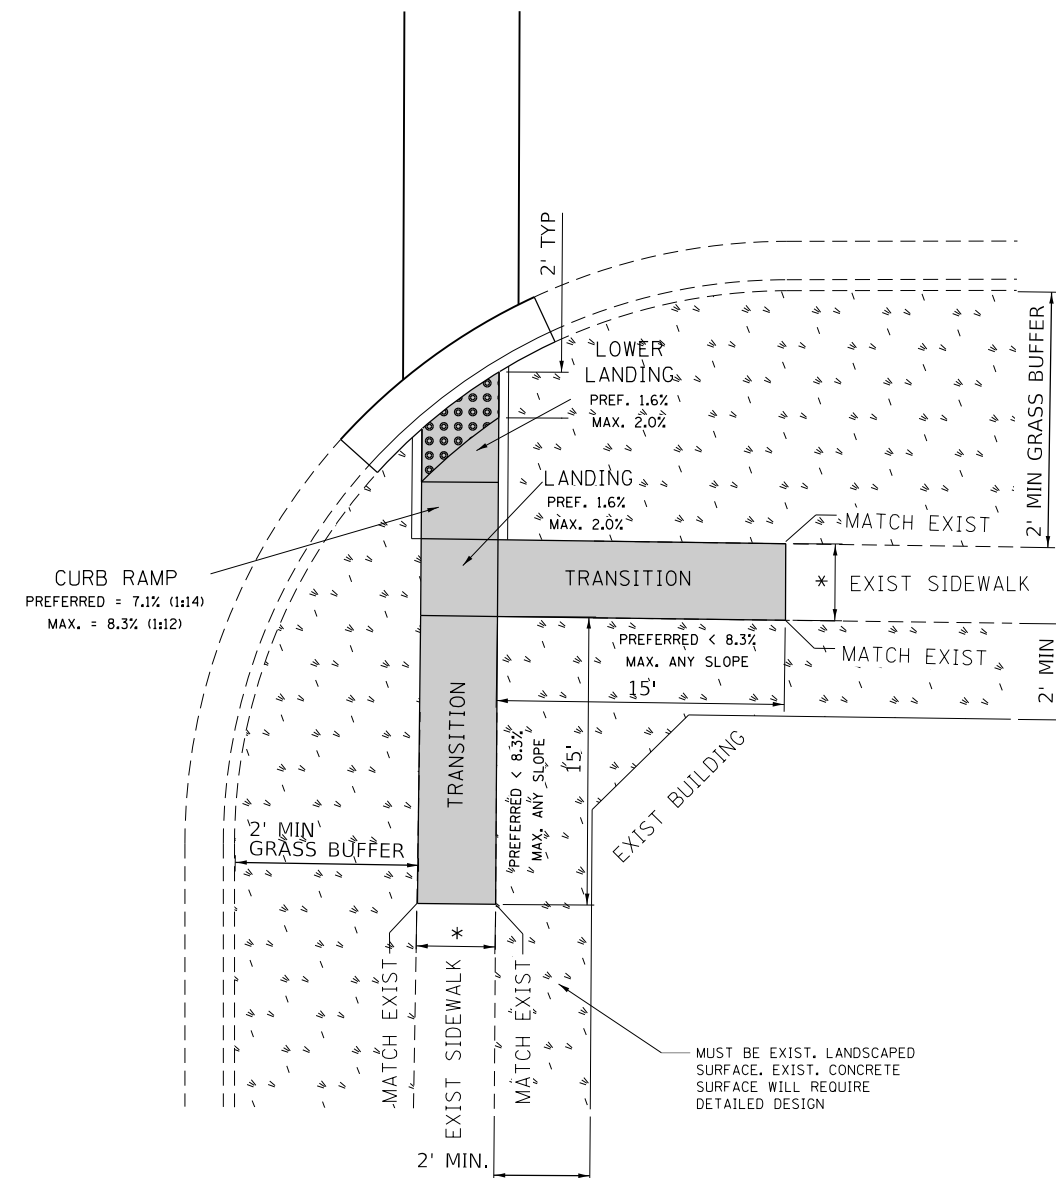 2' TYP
LOWER
LANDING
PREF. 1.6%
MAX. 2.0%
2' MIN GRASS BUFFER
LANDING
PREF. 1.6%
MAX. 2.0%
MATCH EXIST
CURB RAMP
PREFERRED = 7.1% (1:14)
MAX. = 8.3% (1:12)
TRANSITION
* EXIST SIDEWALK
PREFERRED < 8.3%
MAX. ANY SLOPE
MATCH EXIST
2' MIN
15'
TRANSITION
PREFERRED < 8.3%
MAX. ANY SLOPE
15'
EXIST BUILDING
2' MIN
GRASS BUFFER
*
MATCH EXIST
EXIST SIDEWALK
MATCH EXIST
MUST BE EXIST. LANDSCAPED
SURFACE. EXIST. CONCRETE
SURFACE WILL REQUIRE
DETAILED DESIGN
2' MIN.